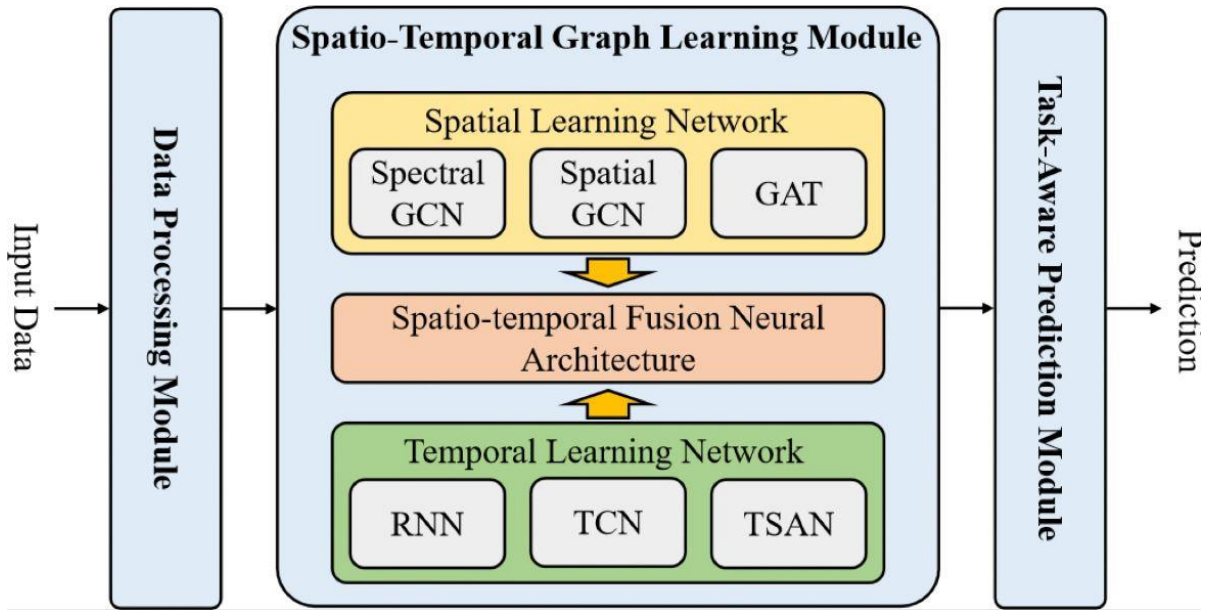 Input Data
Data Processing Module
Spatio-Temporal Graph Learning Module
Spatial Learning Network
Spectral
GCN
Spatial
GCN
GAT
Spatio-temporal Fusion Neural
Architecture
Temporal Learning Network
RNN
TCN
TSAN
Task-Aware Prediction Module
Prediction